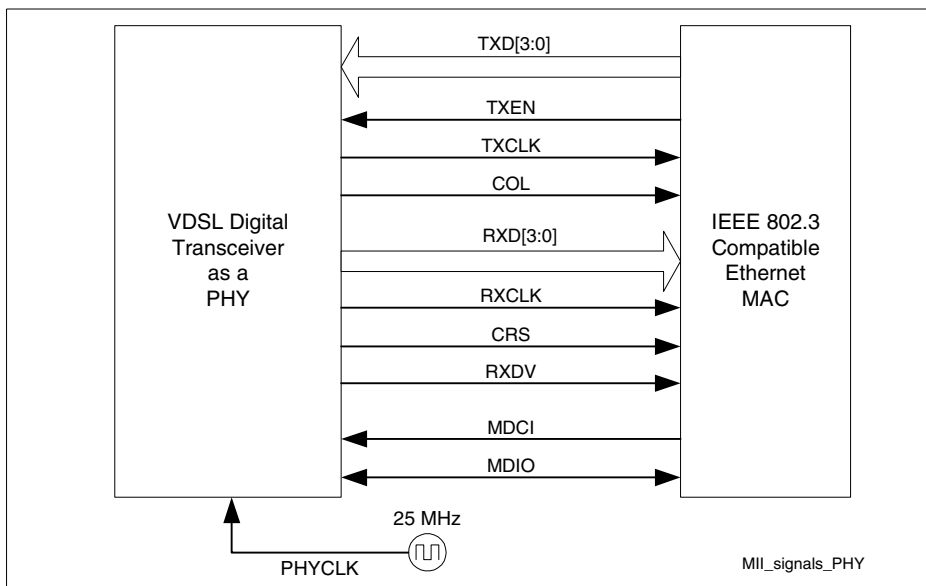 TXD[3:0]
TXEN
TXCLK
COL
VDSL Digital
Transceiver
as a
PHY
RXD[3:0]
IEEE 802.3
Compatible
Ethernet
MAC
RXCLK
CRS
RXDV
MDCI
MDIO
25 MHz
PHYCLK
MII_signals_PHY